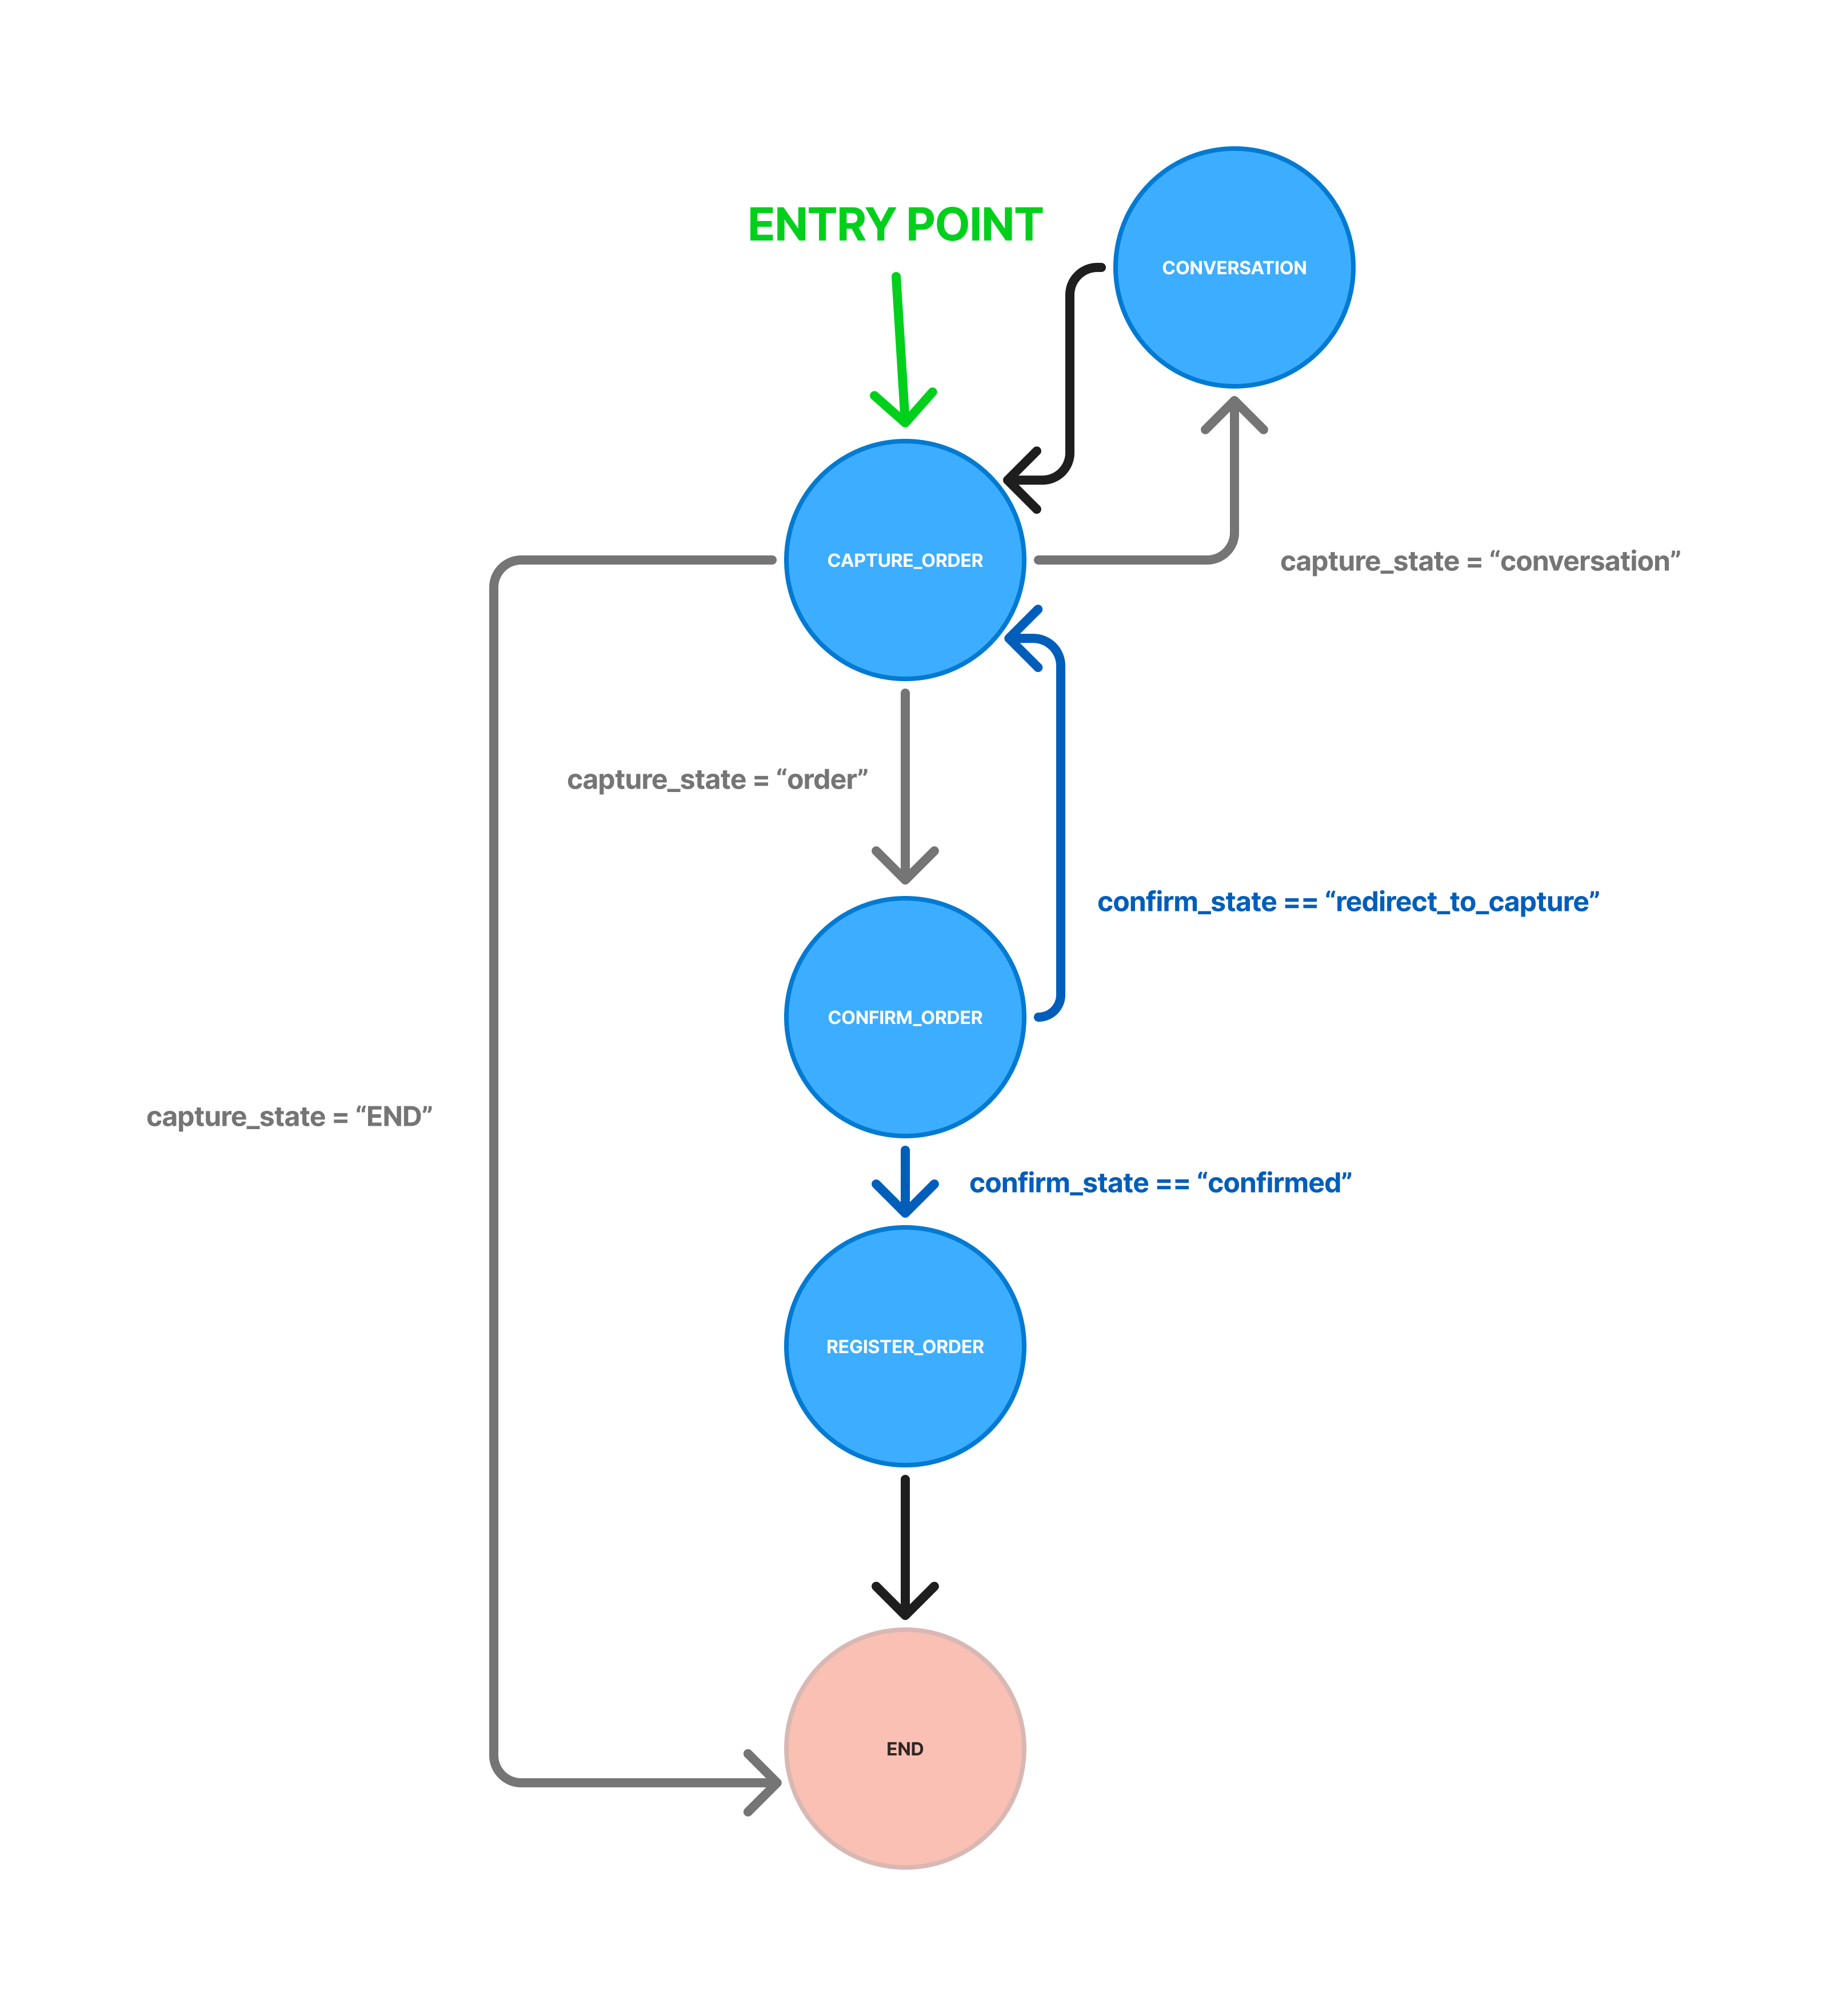 ENTRY POINT
CONVERSATION
CAPTURE_ORDER
capture_state = “conversation”
capture_state = “order”
confirm_state == “redirect_to_capture”
CONFIRM_ORDER
capture_state = “END”
confirm_state == “confirmed”
REGISTER_ORDER
END